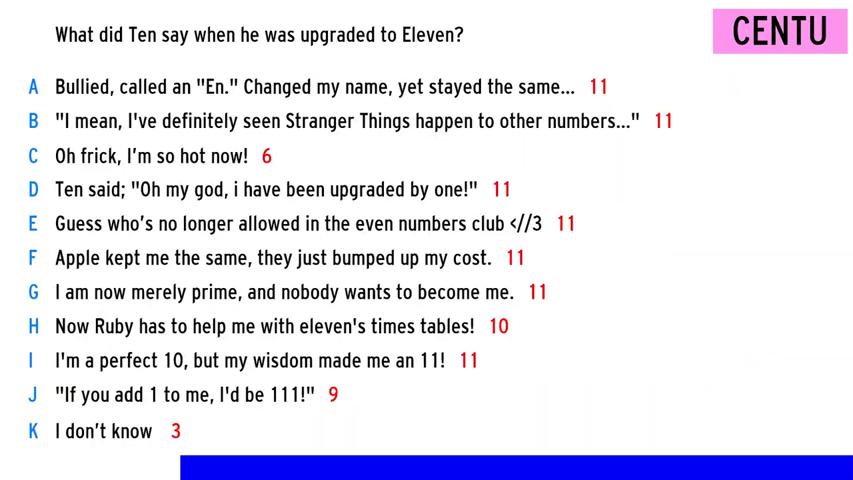 What did Ten say when he was upgraded to Eleven?
CENTU
A Bullied, called an "En." Changed my name, yet stayed the same... 11
B "I mean, I've definitely seen Stranger Things happen to other numbers..." 11
C Oh frick, I'm so hot now! 6
D Ten said; "Oh my god, i have been upgraded by one!" 11
E Guess who's no longer allowed in the even numbers club <//3 11
F Apple kept me the same, they just bumped up my cost. 11
G I am now merely prime, and nobody wants to become me. 11
H Now Ruby has to help me with eleven's times tables! 10
I I'm a perfect 10, but my wisdom made me an 11! 11
J "If you add 1 to me, I'd be 111!" 9
K I don't know 3